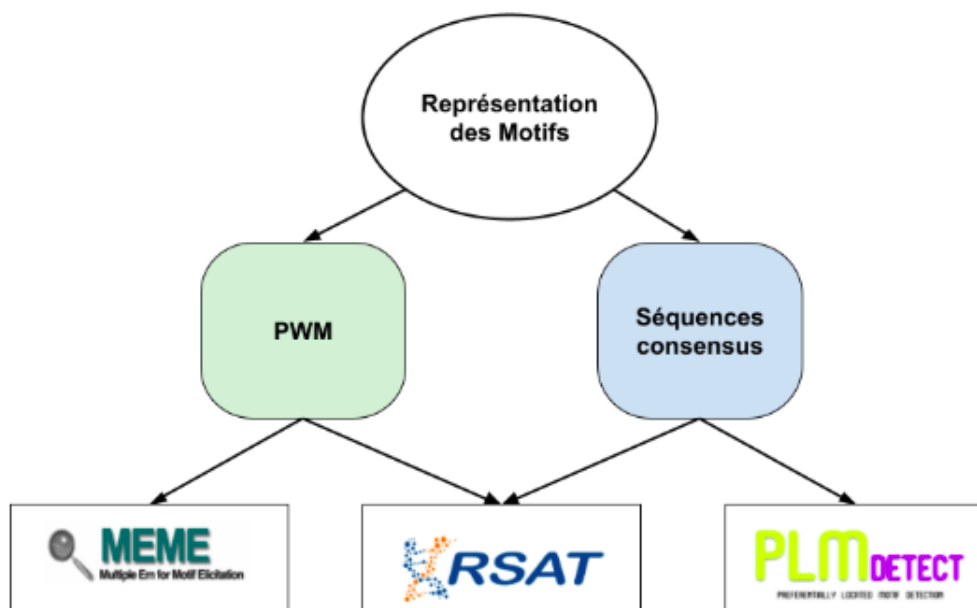 Représentation
des Motifs
PWM
Séquences
consensus
MEME
Multiple Em for Motif Elicitation
RSAT
PLMDETECT
PREFERENTIALLY LOCATED MOTIF DETECTION